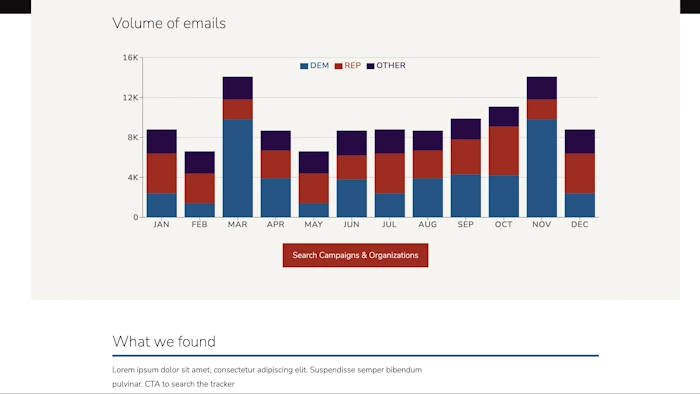 Volume of emails
DEM REP OTHER
16K
12K
8K
4K
0
JAN FEB MAR APR MAY JUN JUL AUG SEP OCT NOV DEC
Search Campaigns & Organizations
What we found
Lorem ipsum dolor sit amet, consectetur adipiscing elit. Suspendisse semper bibendum
pulvinar. CTA to search the tracker